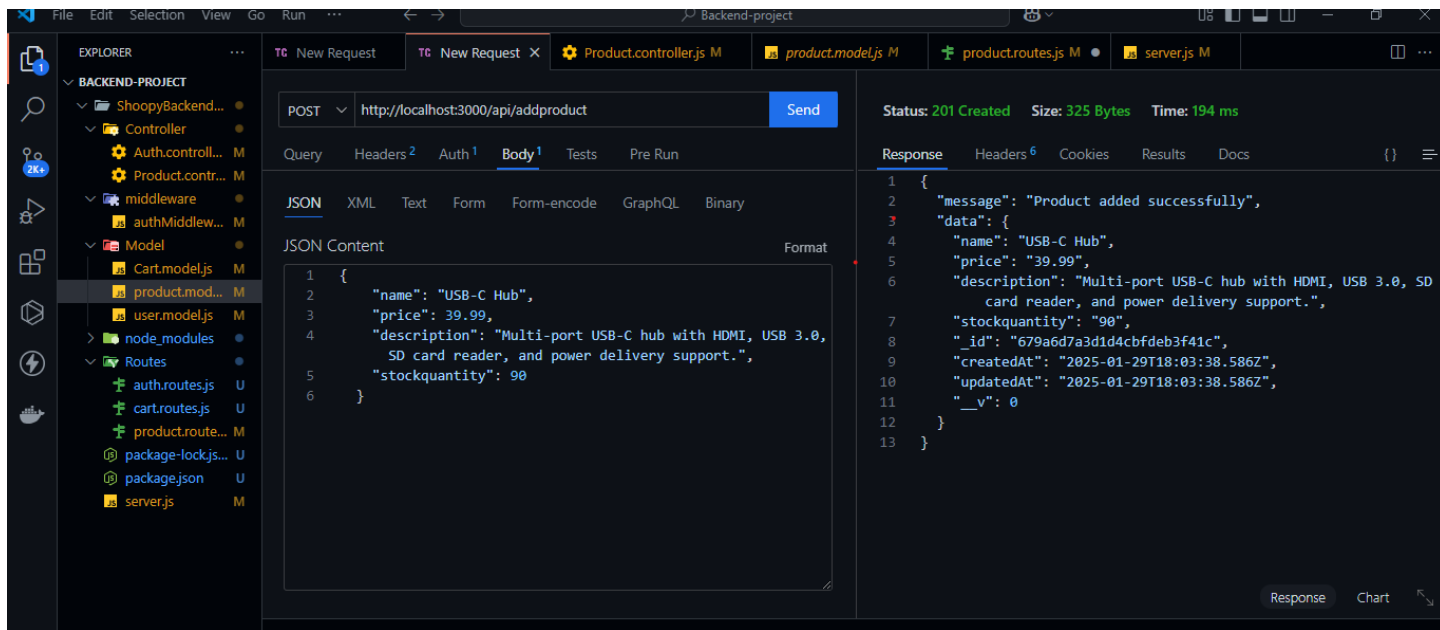 File Edit Selection View Go Run ··· Backend-project
EXPLORER ···
BACKEND-PROJECT
ShoopyBackend...
Controller
Auth.controll... M
Product.contr... M
middleware
JS authMiddlew... M
Model
JS Cart.model.js M
JS product.mod... M
JS user.model.js M
node_modules
Routes
auth.routes.js U
cart.routes.js U
product.route... M
package-lock.js... U
package.json U
JS server.js M
1
2K+
TC New Request
TC New Request
Product.controller.js M
JS product.model.js M
product.routes.js M
JS server.js M
POST http://localhost:3000/api/addproduct Send
Query Headers 2 Auth 1 Body 1 Tests Pre Run
JSON XML Text Form Form-encode GraphQL Binary
JSON Content Format
1 {
2 "name": "USB-C Hub",
3 "price": 39.99,
4 "description": "Multi-port USB-C hub with HDMI, USB 3.0,
SD card reader, and power delivery support.",
5 "stockquantity": 90
6 }
Status: 201 Created Size: 325 Bytes Time: 194 ms
Response Headers 6 Cookies Results Docs { }
1 {
2 "message": "Product added successfully",
3 "data": {
4 "name": "USB-C Hub",
5 "price": "39.99",
6 "description": "Multi-port USB-C hub with HDMI, USB 3.0, SD
card reader, and power delivery support.",
7 "stockquantity": "90",
8 "_id": "679a6d7a3d1d4cbfdeb3f41c",
9 "createdAt": "2025-01-29T18:03:38.586Z",
10 "updatedAt": "2025-01-29T18:03:38.586Z",
11 "__v": 0
12 }
13 }
Response Chart